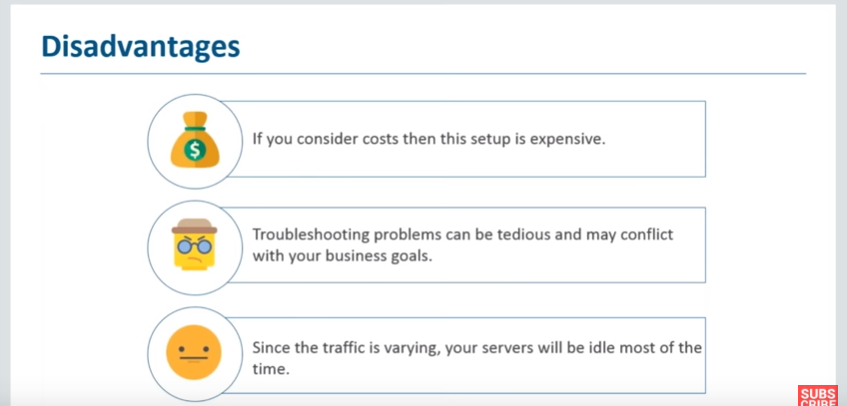 Disadvantages
$
If you consider costs then this setup is expensive.
Troubleshooting problems can be tedious and may conflict
with your business goals.
Since the traffic is varying, your servers will be idle most of the
time.
SUBS
CRIBE